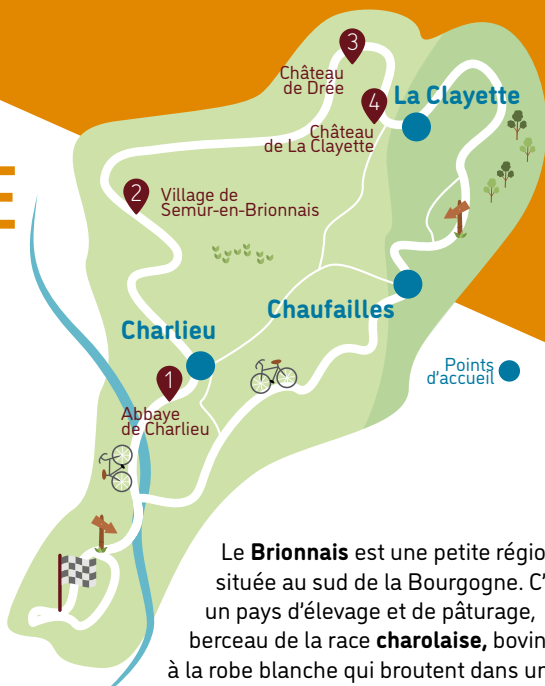 E
3
Château
de Drée
4
La Clayette
Château
de La Clayette
2
Village de
Semur-en-Brionnais
Chaufailles
Charlieu
1
Abbaye
de Charlieu
Points
d'accueil
Le Brionnais est une petite régio
située au sud de la Bourgogne. C'
un pays d'élevage et de pâturage,
berceau de la race charolaise, bovin
à la robe blanche qui broutent dans un